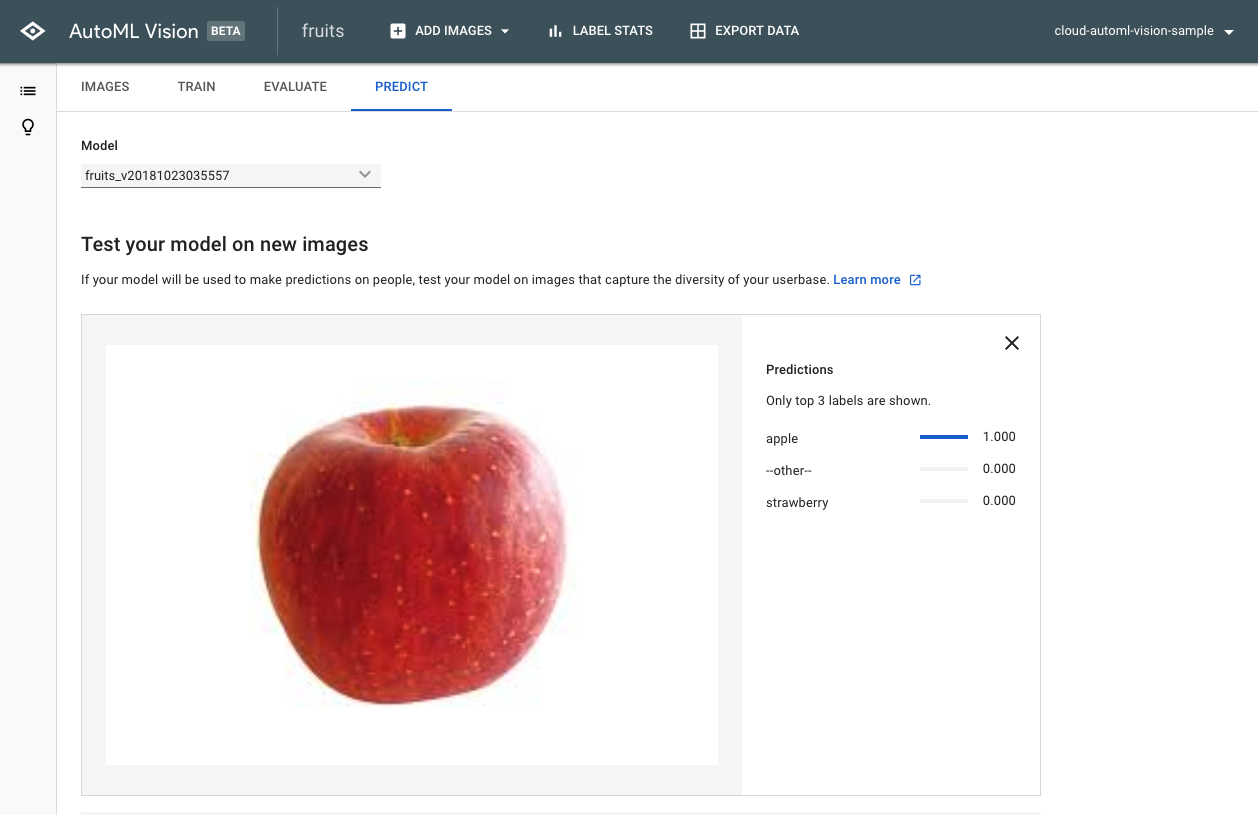 AutoML Vision BETA fruits ADD IMAGES LABEL STATS EXPORT DATA cloud-automl-vision-sample
IMAGES TRAIN EVALUATE PREDICT
Model
fruits_v20181023035557
Test your model on new images
If your model will be used to make predictions on people, test your model on images that capture the diversity of your userbase. Learn more
Predictions
Only top 3 labels are shown.
apple 1.000
--other-- 0.000
strawberry 0.000